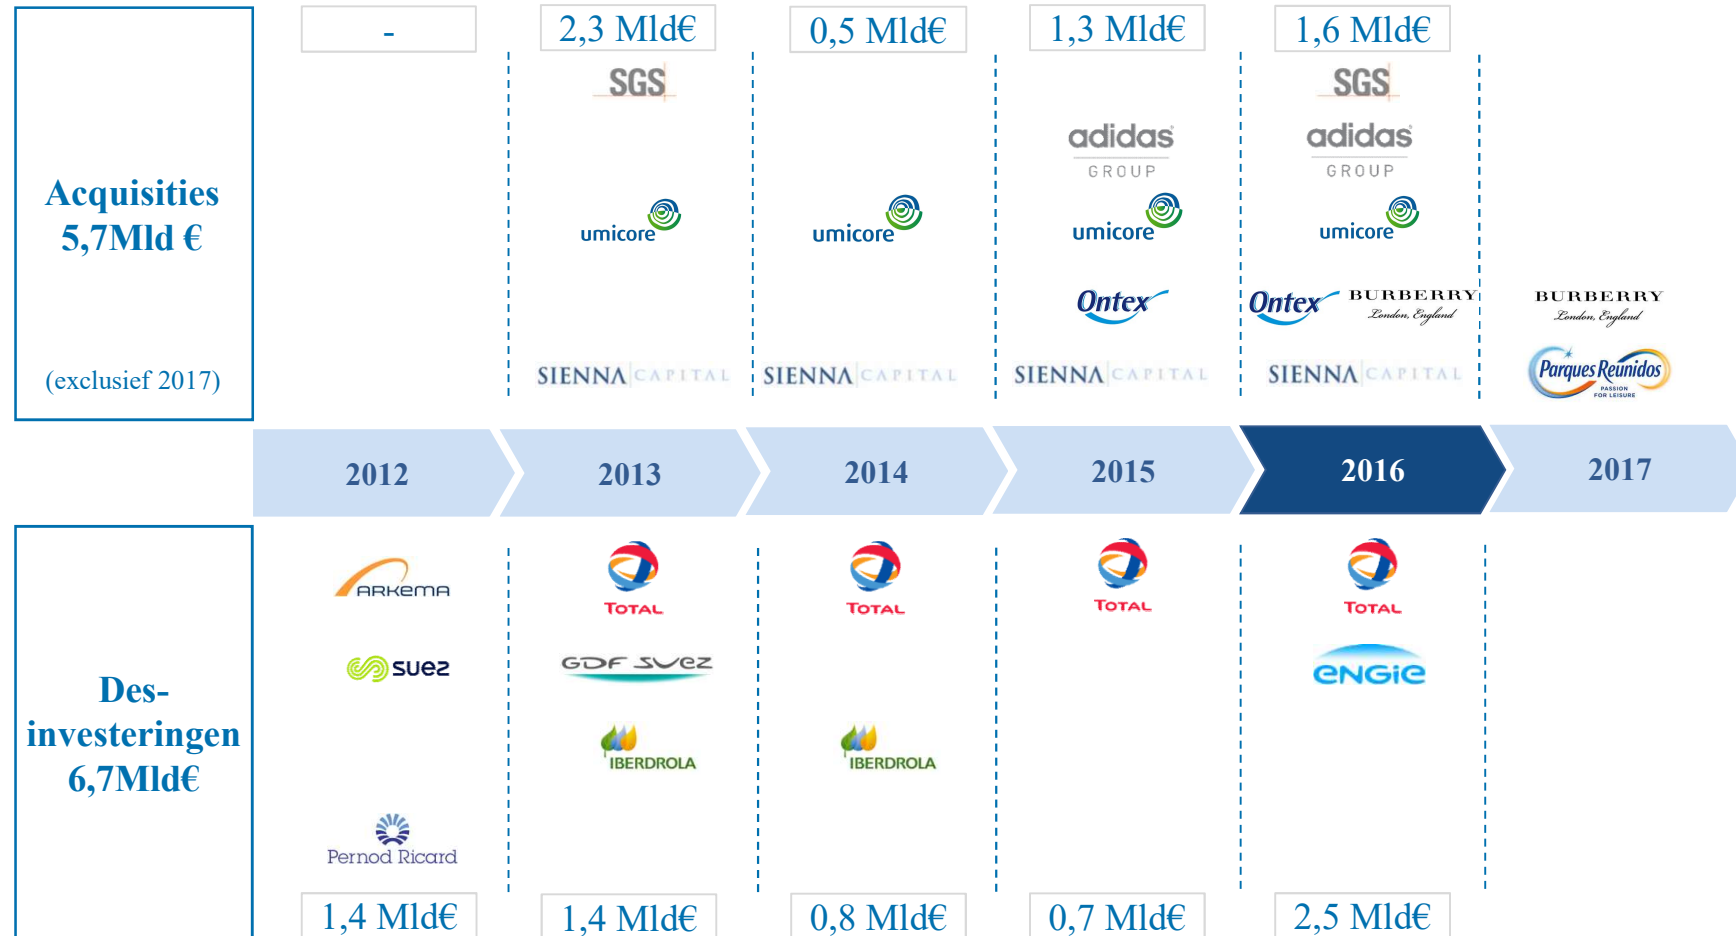 - 2,3 Mld€ 0,5 Mld€ 1,3 Mld€ 1,6 Mld€
SGS SGS
adidas adidas
GROUP GROUP
Acquisities
5,7Mld €
(exclusief 2017)
umicore umicore umicore umicore
Ontex Ontex BURBERRY BURBERRY
London, England London, England
SIENNA CAPITAL SIENNA CAPITAL SIENNA CAPITAL SIENNA CAPITAL Parques Reunidos
PASSION
FOR LEISURE
2012 2013 2014 2015 2016 2017
Des-
investeringen
6,7Mld€
ARKEMA TOTAL TOTAL TOTAL TOTAL
suez GDF SUEZ ENGIE
IBERDROLA IBERDROLA
Pernod Ricard
1,4 Mld€ 1,4 Mld€ 0,8 Mld€ 0,7 Mld€ 2,5 Mld€